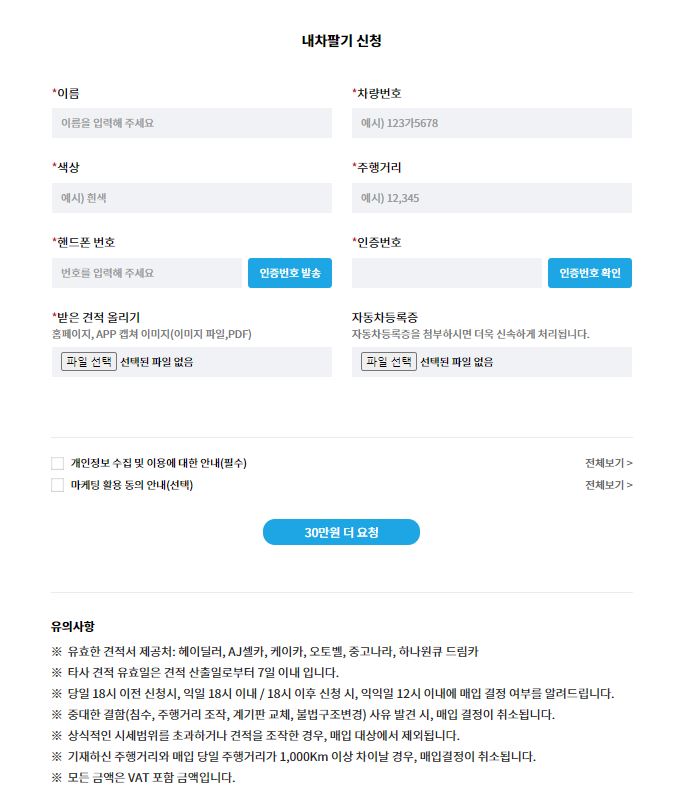 내차팔기 신청
*이름
이름을 입력해 주세요
*차량번호
예시) 123가5678
*색상
예시) 흰색
*주행거리
예시) 12,345
*핸드폰 번호
번호를 입력해 주세요
인증번호 발송
*인증번호
인증번호 확인
*받은 견적 올리기
홈페이지, APP 캡쳐 이미지(이미지 파일,PDF)
파일 선택 선택된 파일 없음
자동차등록증
자동차등록증을 첨부하시면 더욱 신속하게 처리됩니다.
파일 선택 선택된 파일 없음
개인정보 수집 및 이용에 대한 안내(필수) 전체보기 >
마케팅 활용 동의 안내(선택) 전체보기 >
30만원 더 요청
유의사항
※ 유효한 견적서 제공처: 헤이딜러, AJ셀카, 케이카, 오토벨, 중고나라, 하나원큐 드림카
※ 타사 견적 유효일은 견적 산출일로부터 7일 이내 입니다.
※ 당일 18시 이전 신청시, 익일 18시 이내 / 18시 이후 신청 시, 익익일 12시 이내에 매입 결정 여부를 알려드립니다.
※ 중대한 결함(침수, 주행거리 조작, 계기판 교체, 불법구조변경) 사유 발견 시, 매입 결정이 취소됩니다.
※ 상식적인 시세범위를 초과하거나 견적을 조작한 경우, 매입 대상에서 제외됩니다.
※ 기재하신 주행거리와 매입 당일 주행거리가 1,000Km 이상 차이날 경우, 매입결정이 취소됩니다.
※ 모든 금액은 VAT 포함 금액입니다.